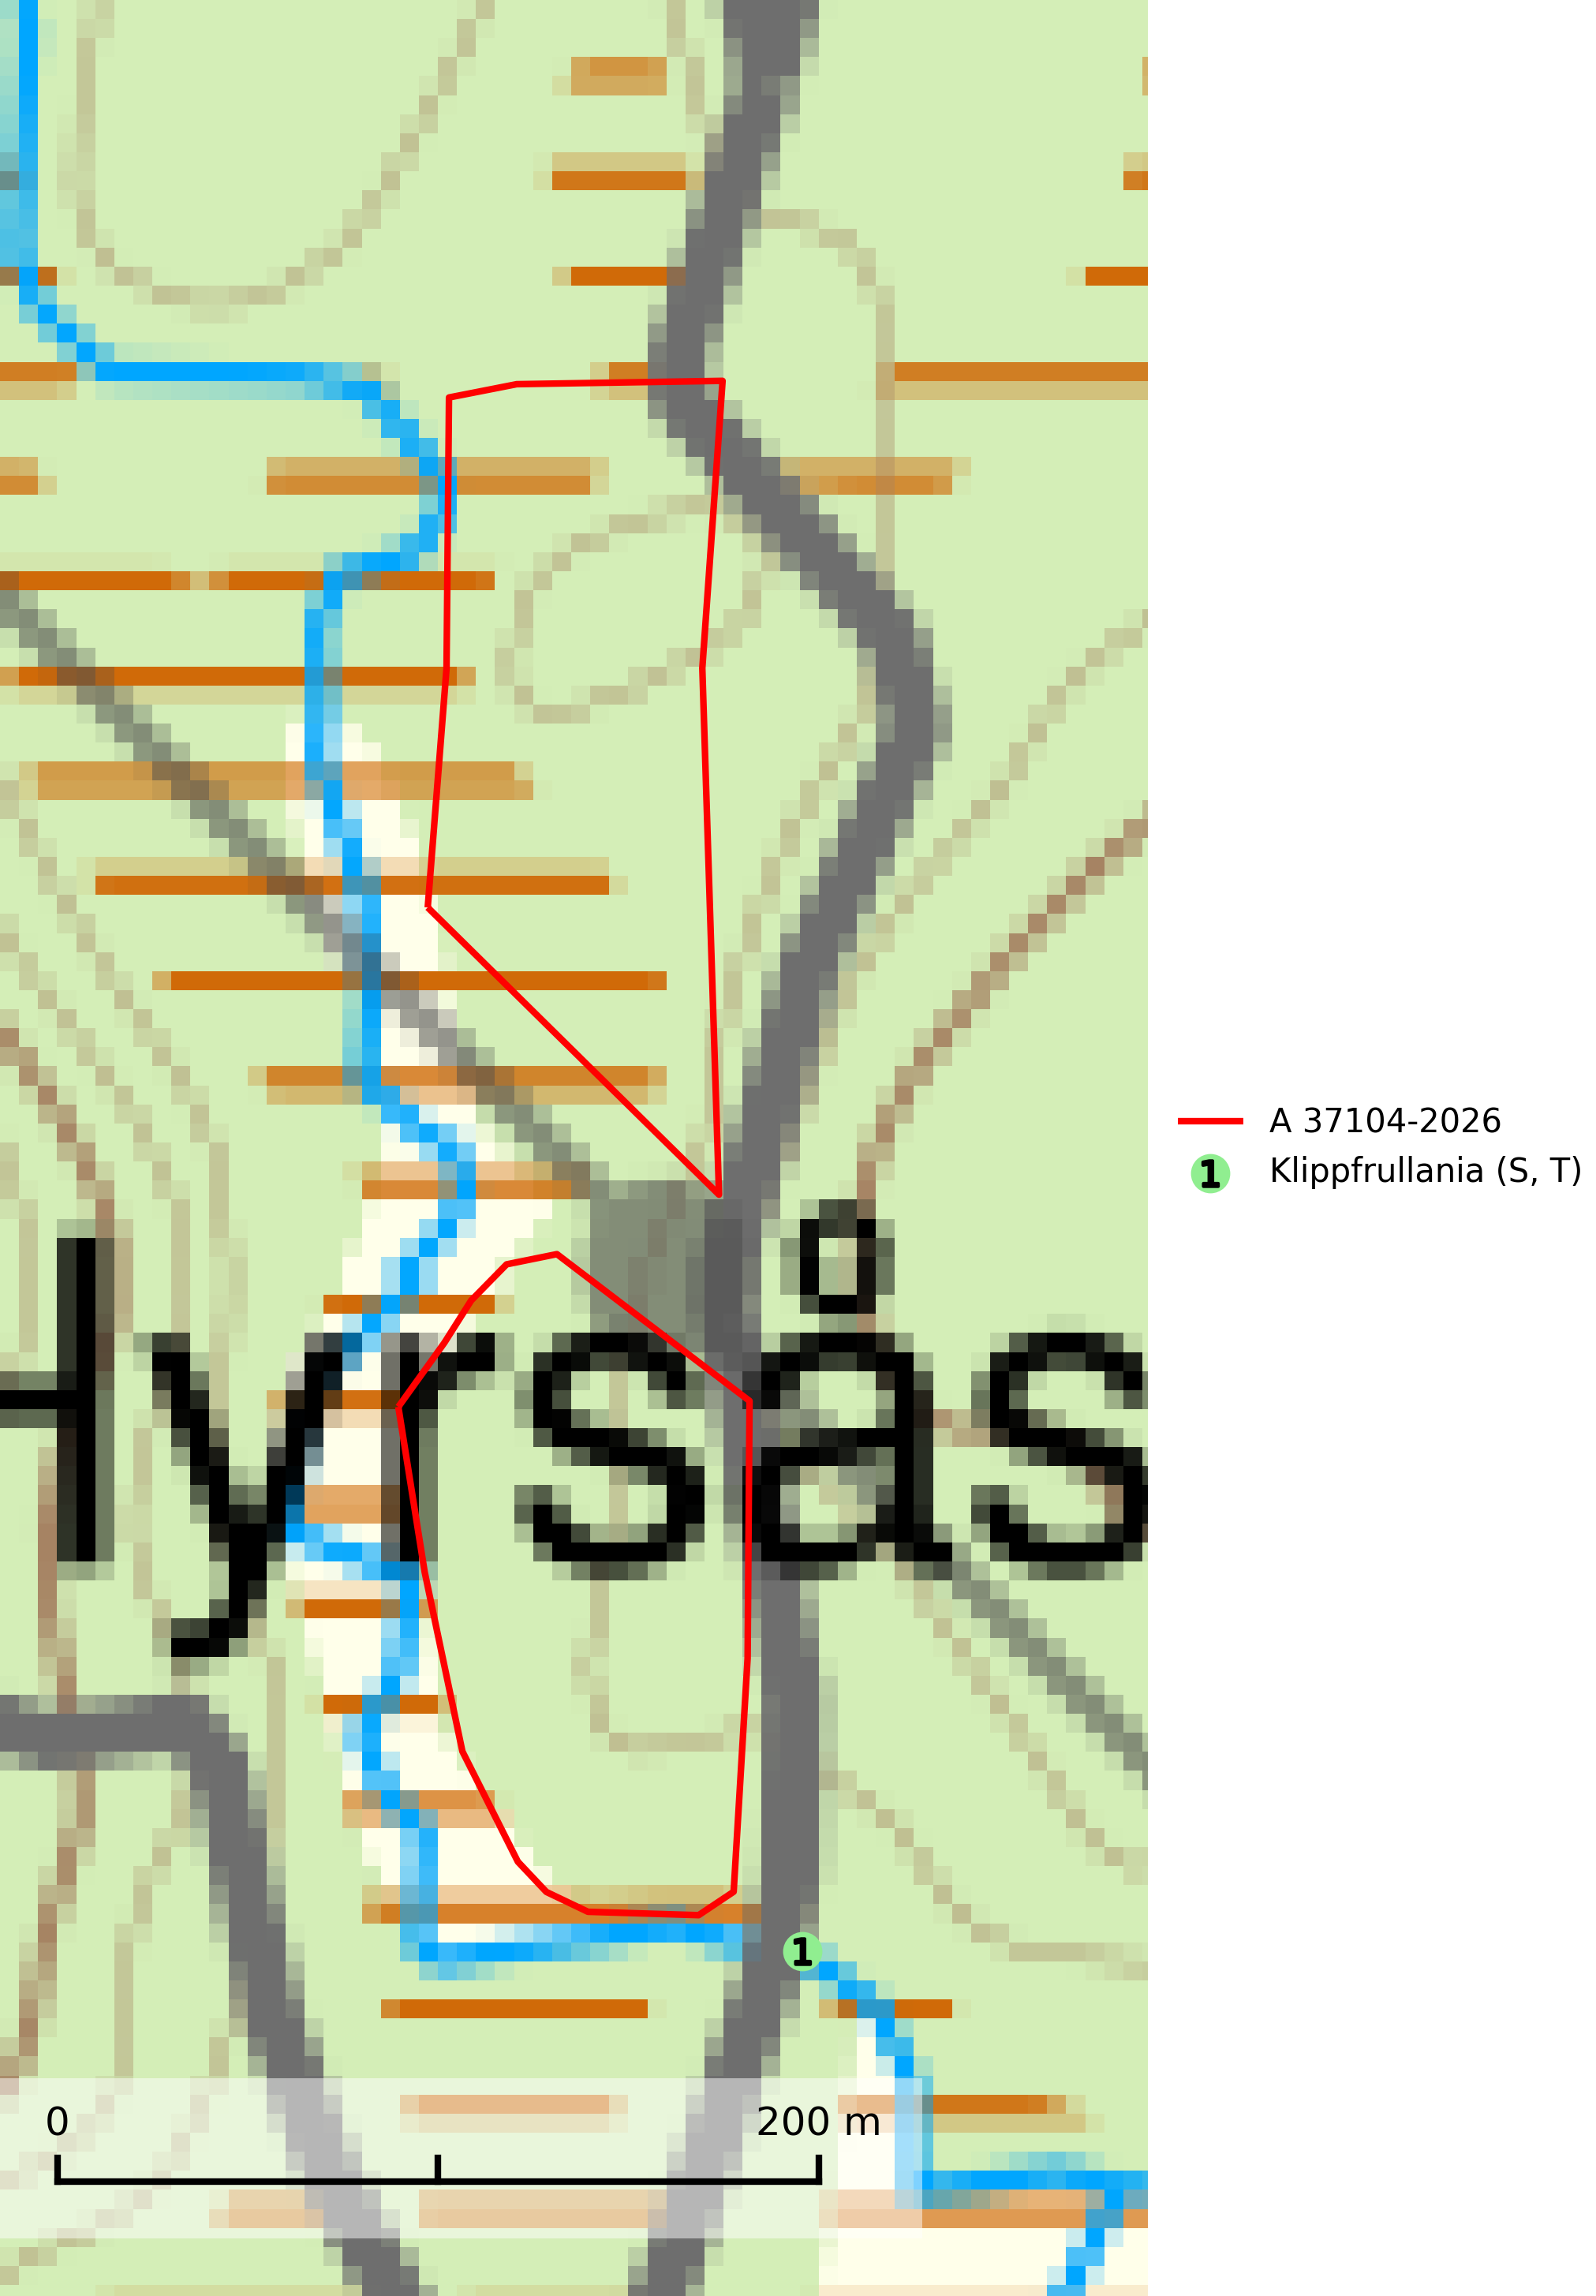 A 37104-2026
1 Klippfrullania (S, T)
Hyrsås
1
0 200 m